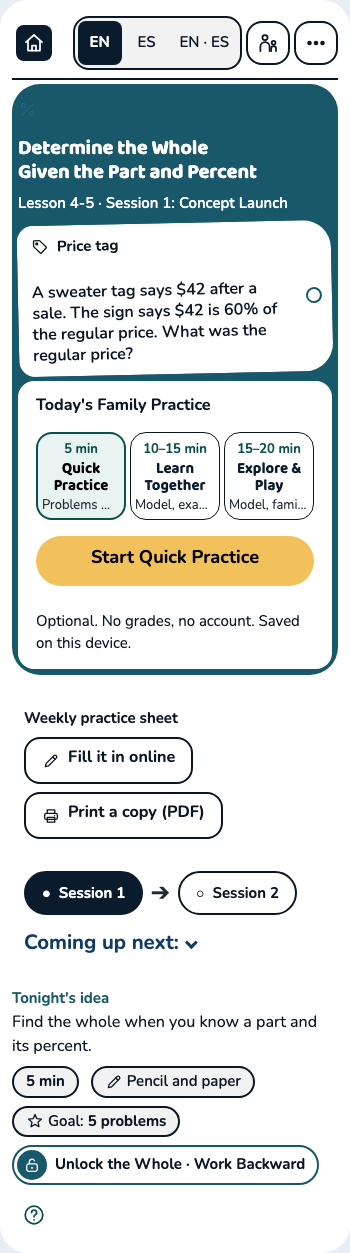 EN ES EN · ES
%
Determine the Whole
Given the Part and Percent
Lesson 4-5 · Session 1: Concept Launch
Price tag
A sweater tag says $42 after a
sale. The sign says $42 is 60% of
the regular price. What was the
regular price?
Today's Family Practice
5 min
Quick
Practice
Problems ...
10–15 min
Learn
Together
Model, exa...
15–20 min
Explore &
Play
Model, fami...
Start Quick Practice
Optional. No grades, no account. Saved
on this device.
Weekly practice sheet
Fill it in online
Print a copy (PDF)
Session 1
Session 2
Coming up next:
Tonight's idea
Find the whole when you know a part and
its percent.
5 min
Pencil and paper
Goal: 5 problems
Unlock the Whole · Work Backward